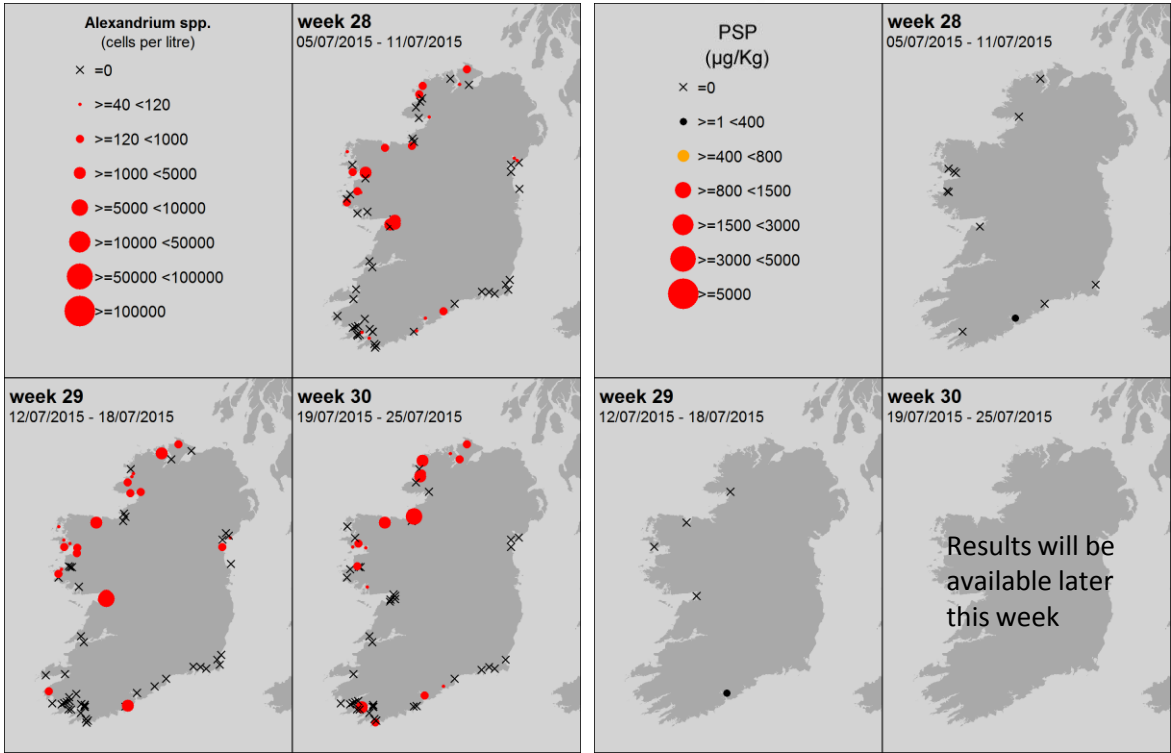 Alexandrium spp.
(cells per litre)
=0
>=40 <120
>=120 <1000
>=1000 <5000
>=5000 <10000
>=10000 <50000
>=50000 <100000
>=100000
week 28
05/07/2015 - 11/07/2015
week 29
12/07/2015 - 18/07/2015
week 30
19/07/2015 - 25/07/2015
PSP
(µg/Kg)
=0
>=1 <400
>=400 <800
>=800 <1500
>=1500 <3000
>=3000 <5000
>=5000
week 28
05/07/2015 - 11/07/2015
week 29
12/07/2015 - 18/07/2015
week 30
19/07/2015 - 25/07/2015
Results will be
available later
this week